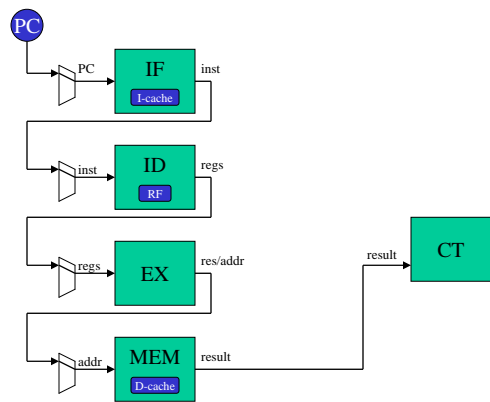 PC
PC
IF
inst
I-cache
inst
ID
regs
RF
regs
EX
res/addr
result
CT
addr
MEM
result
D-cache